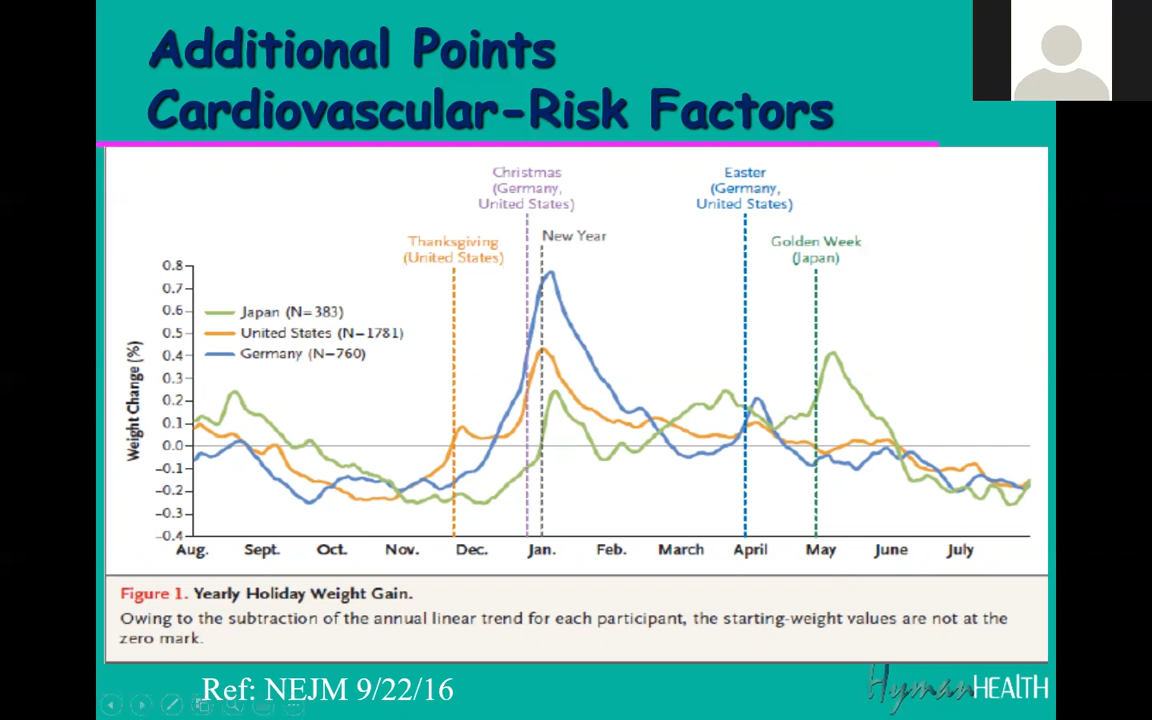 Additional Points
Cardiovascular-Risk Factors
Christmas
(Germany,
United States)
Easter
(Germany,
United States)
Thanksgiving
(United States)
New Year
Golden Week
(Japan)
0.8
0.7
0.6
0.5
0.4
0.3
0.2
0.1
0.0
−0.1
−0.2
−0.3
−0.4
Weight Change (%)
Japan (N=383)
United States (N=1781)
Germany (N=760)
Aug. Sept. Oct. Nov. Dec. Jan. Feb. March April May June July
Figure 1. Yearly Holiday Weight Gain.
Owing to the subtraction of the annual linear trend for each participant, the starting-weight values are not at the
zero mark.
Ref: NEJM 9/22/16
HymanHEALTH